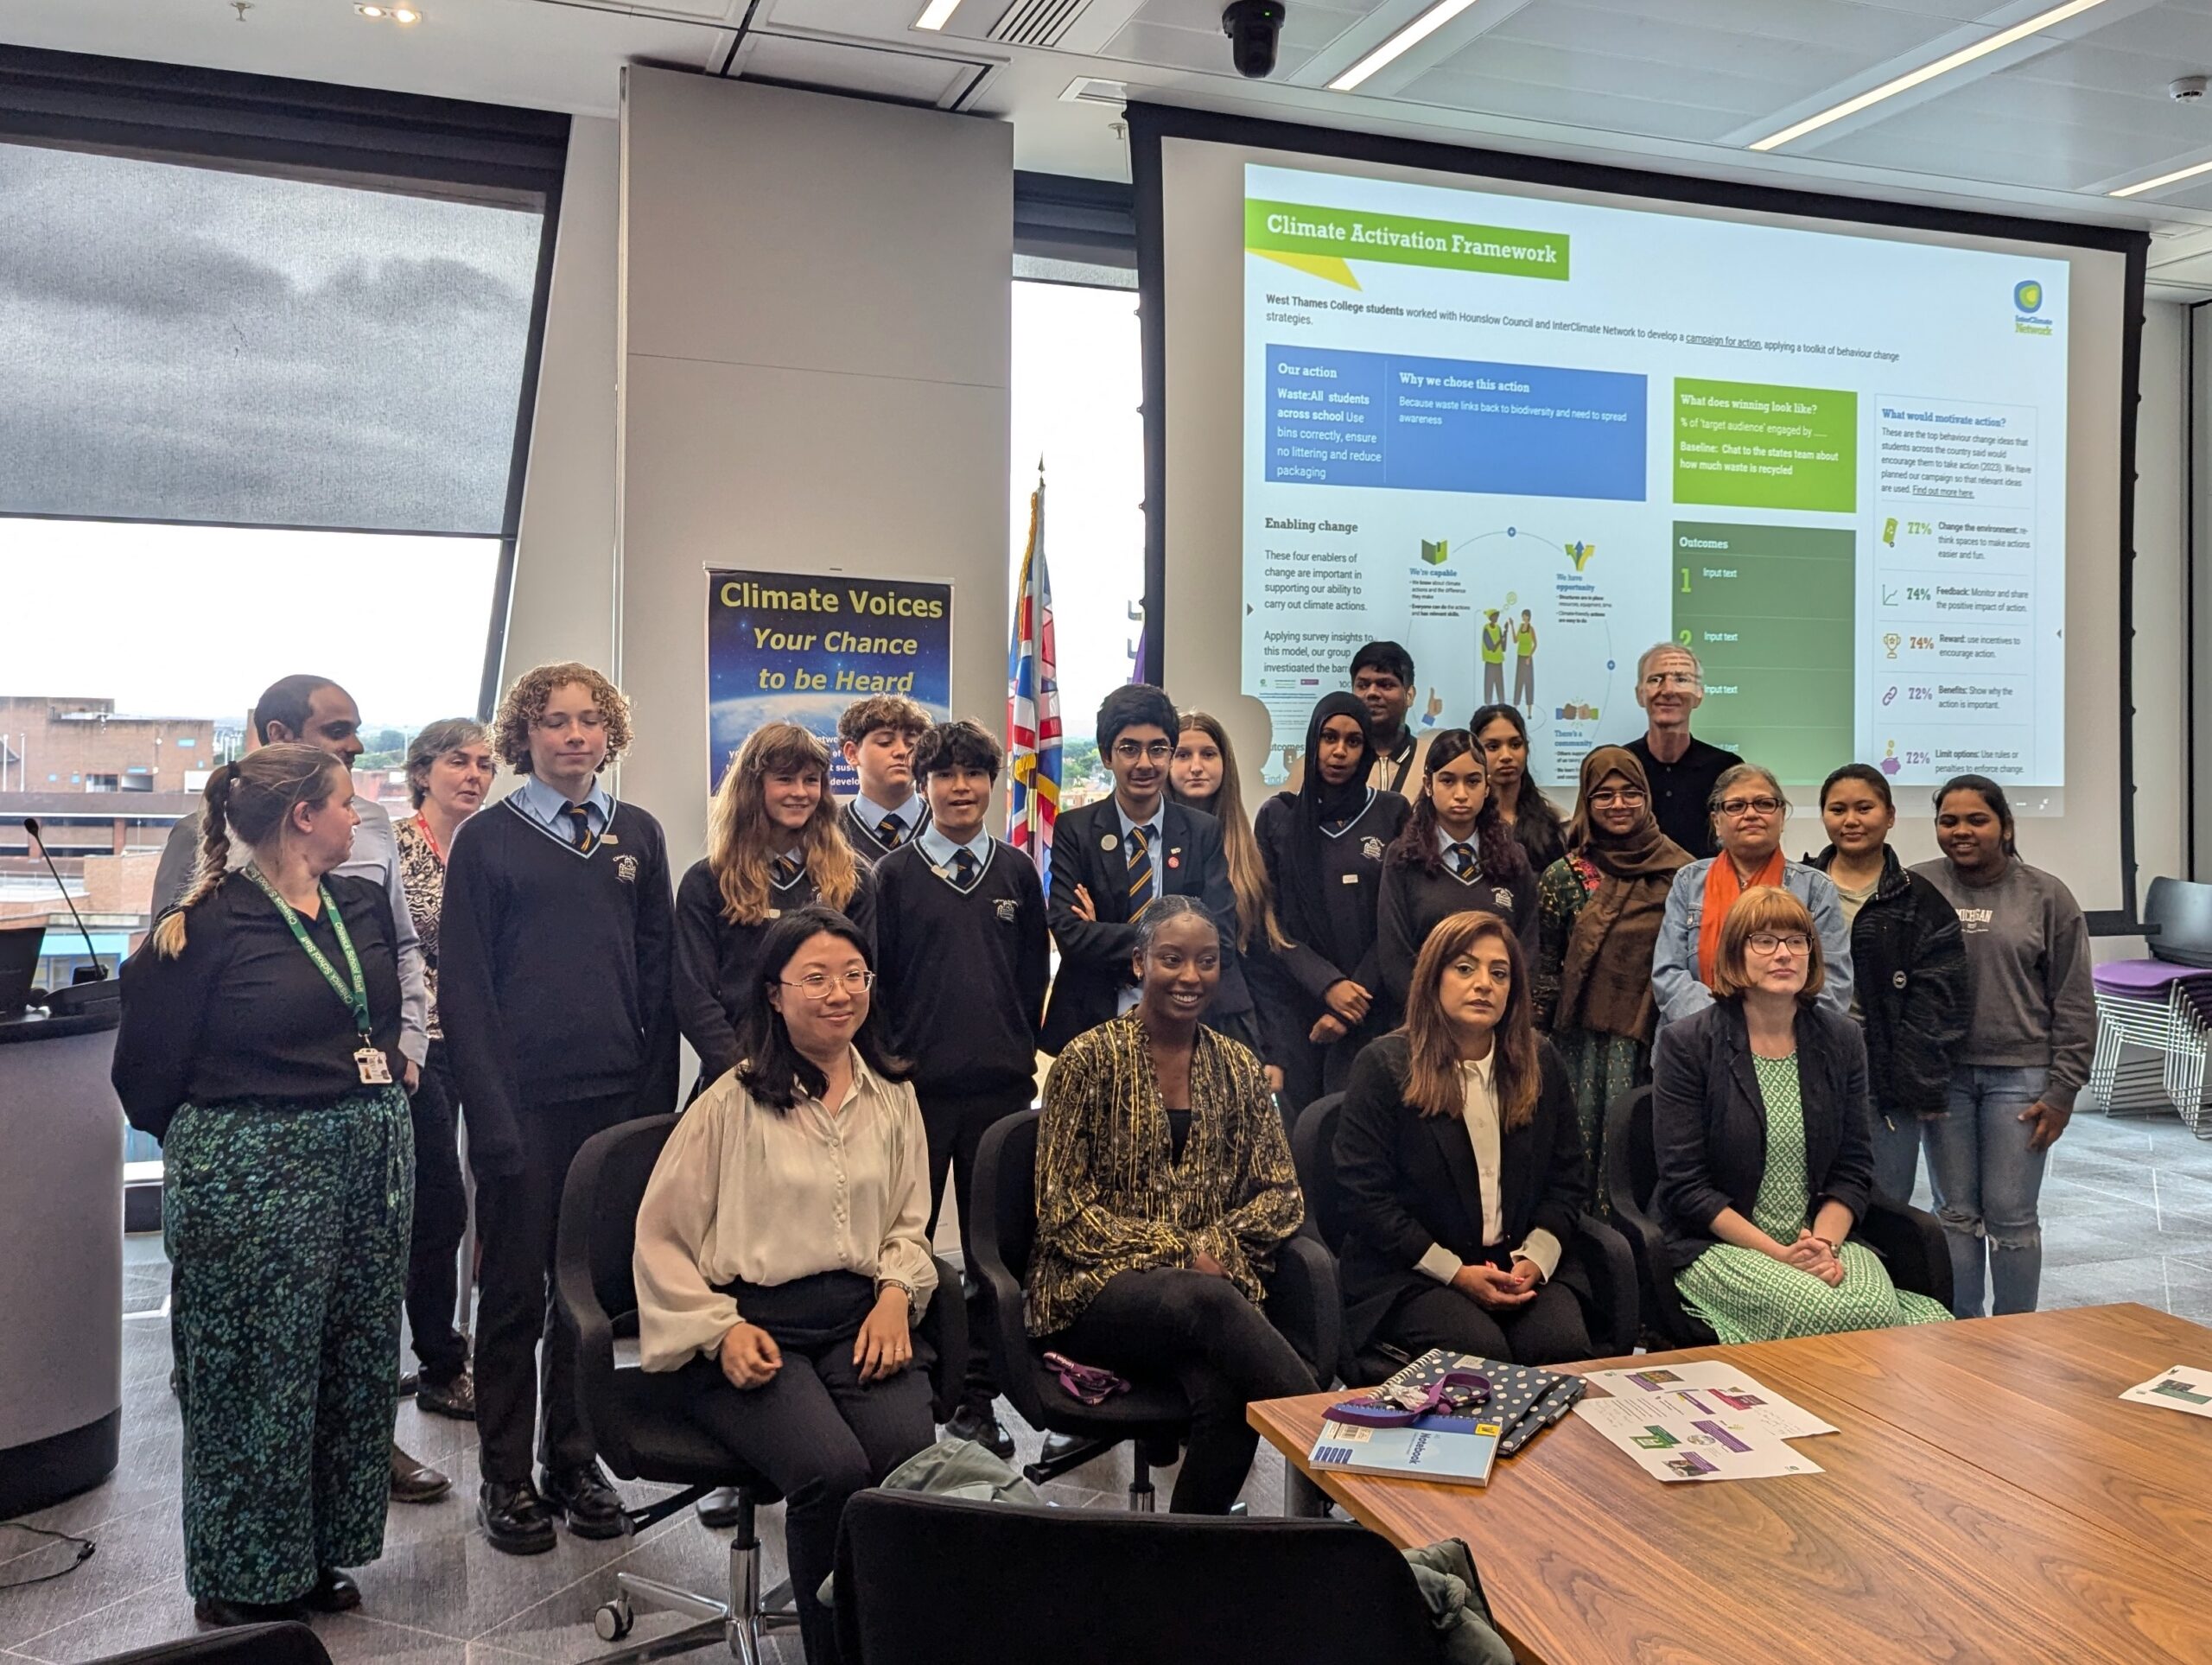 Climate Activation Framework
West Thames College students worked with Hounslow Council and InterClimate Network to develop a campaign for action, applying a toolkit of behaviour change
strategies.
InterClimate
Network
Our action
Waste:All students
across school Use
bins correctly, ensure
no littering and reduce
packaging
Why we chose this action
Because waste links back to biodiversity and need to spread
awareness
What does winning look like?
% of 'target audience' engaged by .....
Baseline: Chat to the states team about
how much waste is recycled
What would motivate action?
These are the top behaviour change ideas that
students across the country said would
encourage them to take action (2023). We have
planned our campaign so that relevant ideas
are used. Find out more here.
77% Change the environment: re-
think spaces to make actions
easier and fun.
74% Feedback: Monitor and share
the positive impact of action.
74% Reward: use incentives to
encourage action.
72% Benefits: Show why the
action is important.
72% Limit options: Use rules or
penalties to enforce change.
Enabling change
These four enablers of
change are important in
supporting our ability to
carry out climate actions.
Applying survey insights to
this model, our group
investigated the
We're capable
We have
opportunity
There's a
community
Outcomes
1 Input text
2 Input text
Input text
Climate Voices
Your Chance
to be Heard
Chiswick School Staff
MICHIGAN
Notebook